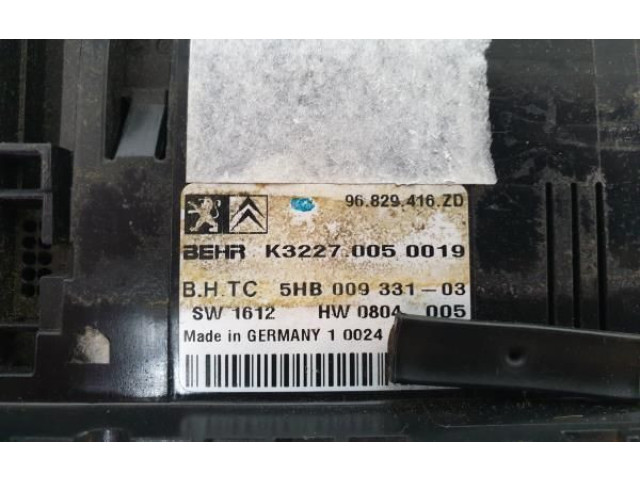 96.829.416.ZD
BEHR K3227.005 0019
B.H.TC 5HB 009 331-03
SW 1612 HW 0804 005
Made in GERMANY 1 0024